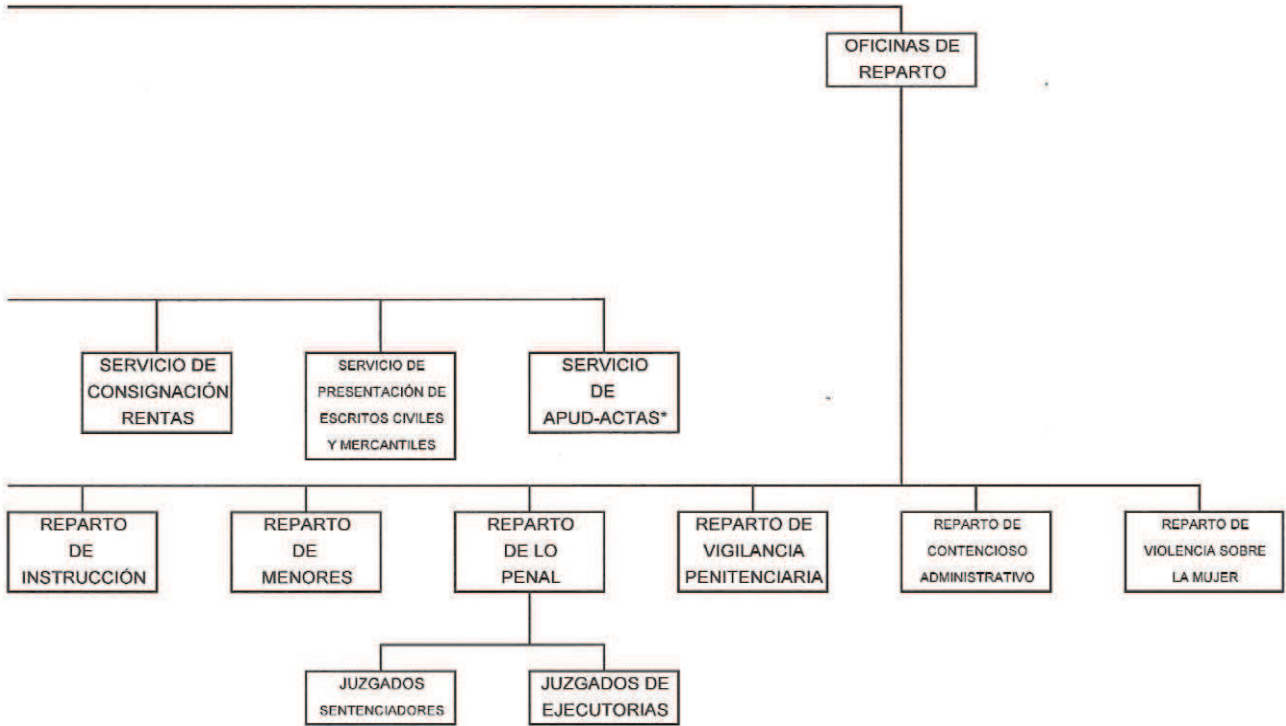 OFICINAS DE
REPARTO
SERVICIO DE
CONSIGNACIÓN
RENTAS
SERVICIO DE
PRESENTACIÓN DE
ESCRITOS CIVILES
Y MERCANTILES
SERVICIO
DE
APUD-ACTAS*
REPARTO
DE
INSTRUCCIÓN
REPARTO
DE
MENORES
REPARTO
DE LO
PENAL
REPARTO DE
VIGILANCIA
PENITENCIARIA
REPARTO DE
CONTENCIOSO
ADMINISTRATIVO
REPARTO DE
VIOLENCIA SOBRE
LA MUJER
JUZGADOS
SENTENCIADORES
JUZGADOS DE
EJECUTORIAS